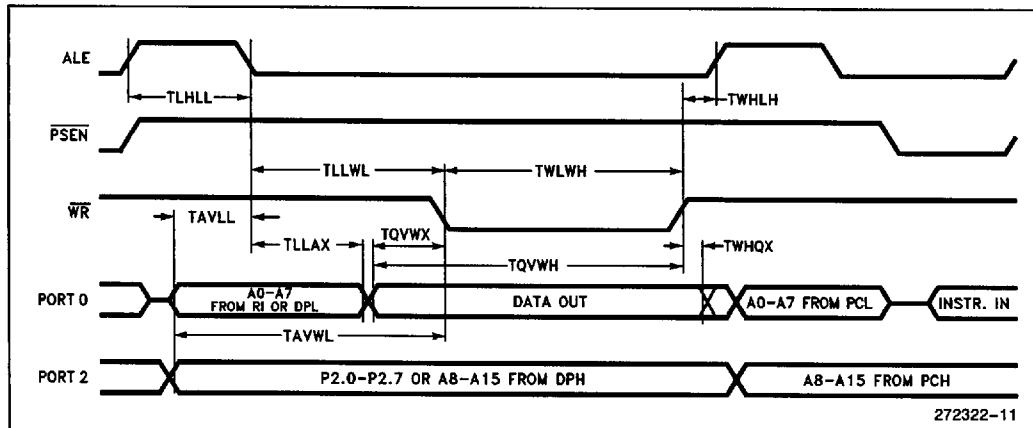 ALE
TLHLL
TWHLH
PSEN
TLLWL
TWLWH
WR
TAVLL
TLLAX
TQVWX
TWHQX
TQVWH
PORT 0
A0-A7
FROM RI OR DPL
DATA OUT
A0-A7 FROM PCL
INSTR. IN
TAVWL
PORT 2
P2.0-P2.7 OR A8-A15 FROM DPH
A8-A15 FROM PCH
272322-11